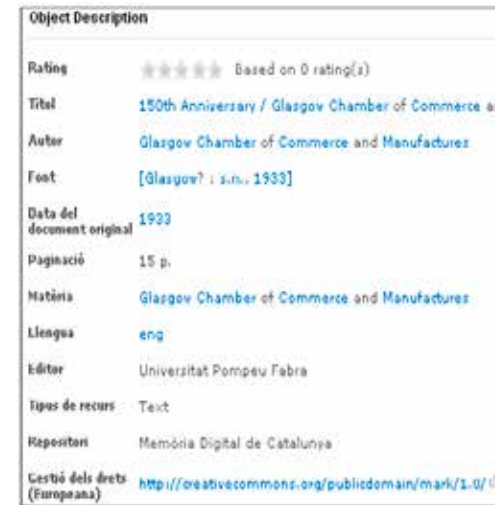 Object Description
Rating Based on 0 rating(s)
Títol 150th Anniversary / Glasgow Chamber of Commerce a
Autor Glasgow Chamber of Commerce and Manufactures
Font [Glasgow? : s.n., 1933]
Data del
document original 1933
Paginació 15 p.
Matèria Glasgow Chamber of Commerce and Manufactures
Llengua eng
Editor Universitat Pompeu Fabra
Tipus de recurs Text
Repositori Memòria Digital de Catalunya
Gestió dels drets
(Europeana) http://creativecommons.org/publicdomain/mark/1.0/